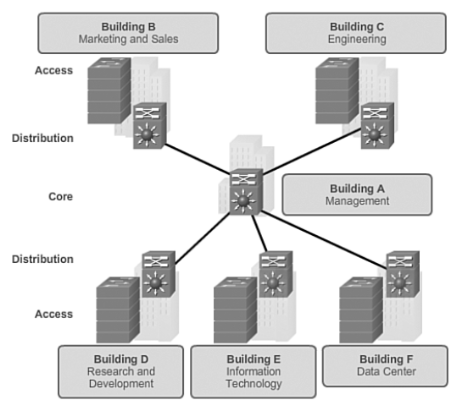 Building B
Marketing and Sales
Building C
Engineering
Access
Distribution
Core
Building A
Management
Distribution
Access
Building D
Research and
Development
Building E
Information
Technology
Building F
Data Center